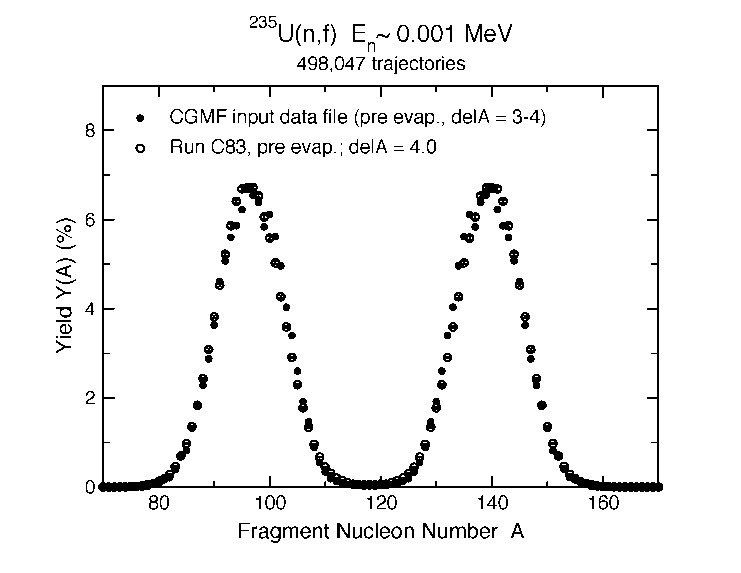 ²³⁵U(n,f) Eₙ~ 0.001 MeV
498,047 trajectories
CGMF input data file (pre evap., delA = 3-4)
Run C83, pre evap.; delA = 4.0
8
6
4
2
0
Yield Y(A) (%)
80 100 120 140 160
Fragment Nucleon Number A